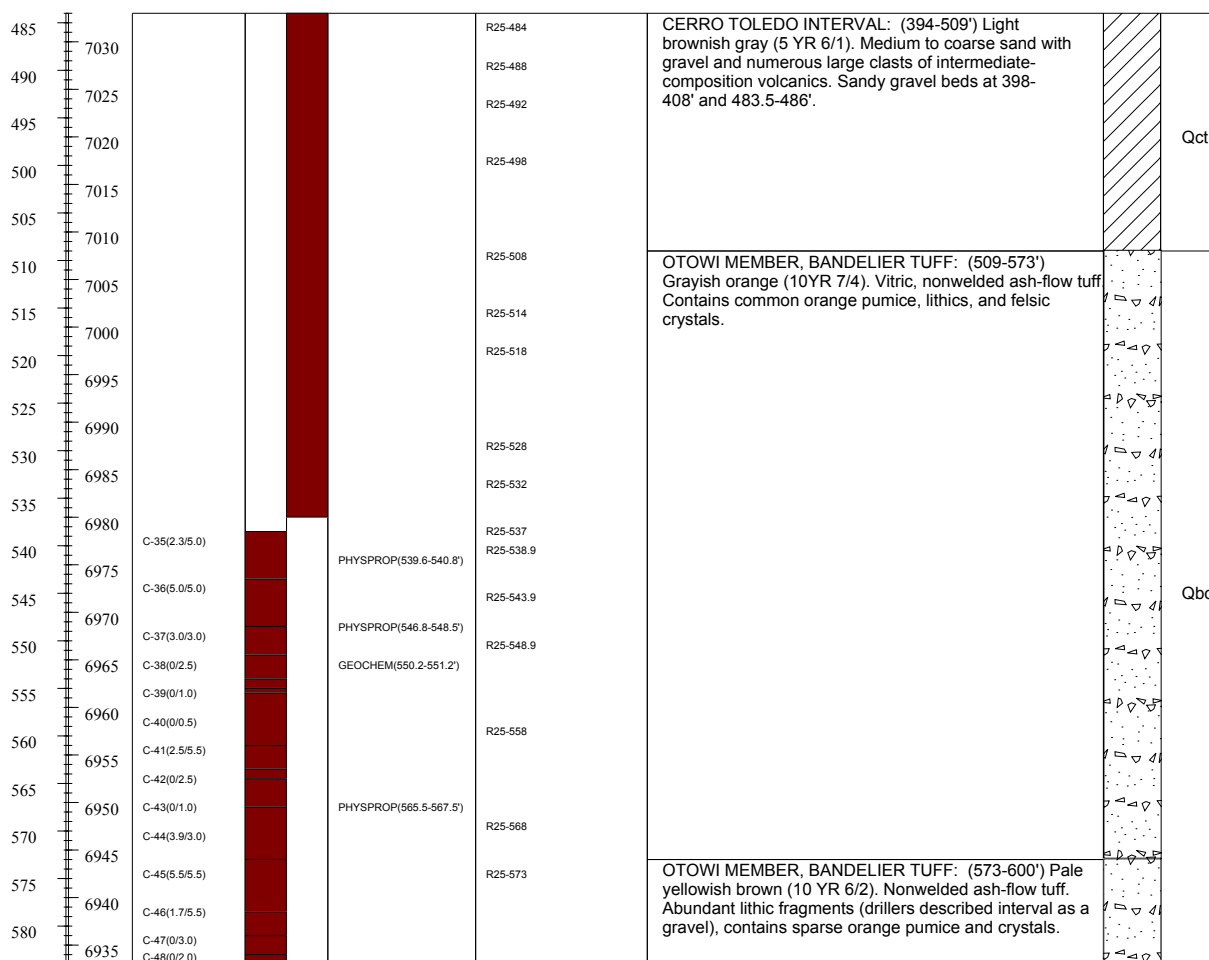 485
490
495
500
505
510
515
520
525
530
535
540
545
550
555
560
565
570
575
580
7030
7025
7020
7015
7010
7005
7000
6995
6990
6985
6980
6975
6970
6965
6960
6955
6950
6945
6940
6935
C-35(2.3/5.0)
C-36(5.0/5.0)
C-37(3.0/3.0)
C-38(0/2.5)
C-39(0/1.0)
C-40(0/0.5)
C-41(2.5/5.5)
C-42(0/2.5)
C-43(0/1.0)
C-44(3.9/3.0)
C-45(5.5/5.5)
C-46(1.7/5.5)
C-47(0/3.0)
C-48(0/2.0)
PHYSPROP(539.6-540.8')
PHYSPROP(546.8-548.5')
GEOCHEM(550.2-551.2')
PHYSPROP(565.5-567.5')
R25-484
R25-488
R25-492
R25-498
R25-508
R25-514
R25-518
R25-528
R25-532
R25-537
R25-538.9
R25-543.9
R25-548.9
R25-558
R25-568
R25-573
CERRO TOLEDO INTERVAL: (394-509') Light
brownish gray (5 YR 6/1). Medium to coarse sand with
gravel and numerous large clasts of intermediate-
composition volcanics. Sandy gravel beds at 398-
408' and 483.5-486'.
OTOWI MEMBER, BANDELIER TUFF: (509-573')
Grayish orange (10YR 7/4). Vitric, nonwelded ash-flow tuff.
Contains common orange pumice, lithics, and felsic
crystals.
OTOWI MEMBER, BANDELIER TUFF: (573-600') Pale
yellowish brown (10 YR 6/2). Nonwelded ash-flow tuff.
Abundant lithic fragments (drillers described interval as a
gravel), contains sparse orange pumice and crystals.
Qct